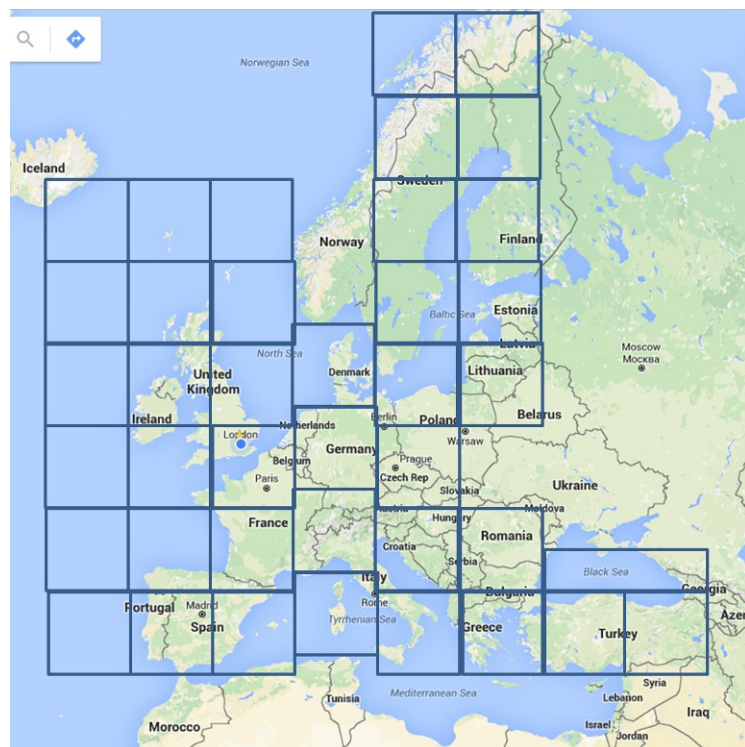 Norwegian Sea
Iceland
Sweden
Norway
Finland
Baltic Sea
Estonia
Latvia
North Sea
Moscow
Москва
United
Kingdom
Denmark
Lithuania
Ireland
Berlin
Poland
Belarus
Netherlands
London
Warsaw
Germany
Belgium
Prague
Paris
Czech Rep
Ukraine
Slovakia
Austria
Moldova
France
Hungary
Romania
Croatia
Serbia
Black Sea
Italy
Bulgaria
Georgia
Portugal
Madrid
Rome
Azer
Tyrrhenian Sea
Spain
Greece
Turkey
Syria
Mediterranean Sea
Tunisia
Lebanon
Iraq
Morocco
Israel
Jordan